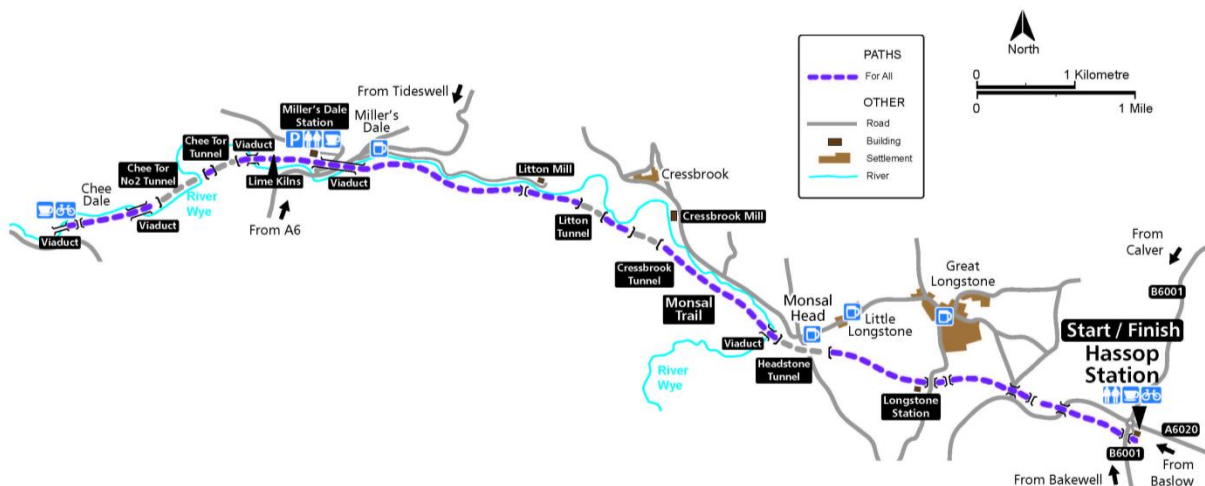 PATHS
For All
OTHER
Road
Building
Settlement
River
North
0
1 Kilometre
0
1 Mile
From Tideswell
Miller's Dale
Station
P
Miller's
Dale
Chee Tor
Tunnel
Viaduct
Chee Tor
No2 Tunnel
Lime Kilns
Viaduct
Chee
Dale
River
Wye
From A6
Viaduct
Viaduct
Litton Mill
Cressbrook
Litton
Tunnel
Cressbrook Mill
Cressbrook
Tunnel
Monsal
Trail
Monsal
Head
Little
Longstone
Great
Longstone
From
Calver
B6001
Start / Finish
Hassop
Station
Viaduct
Headstone
Tunnel
River
Wye
Longstone
Station
A6020
B6001
From Bakewell
From
Baslow